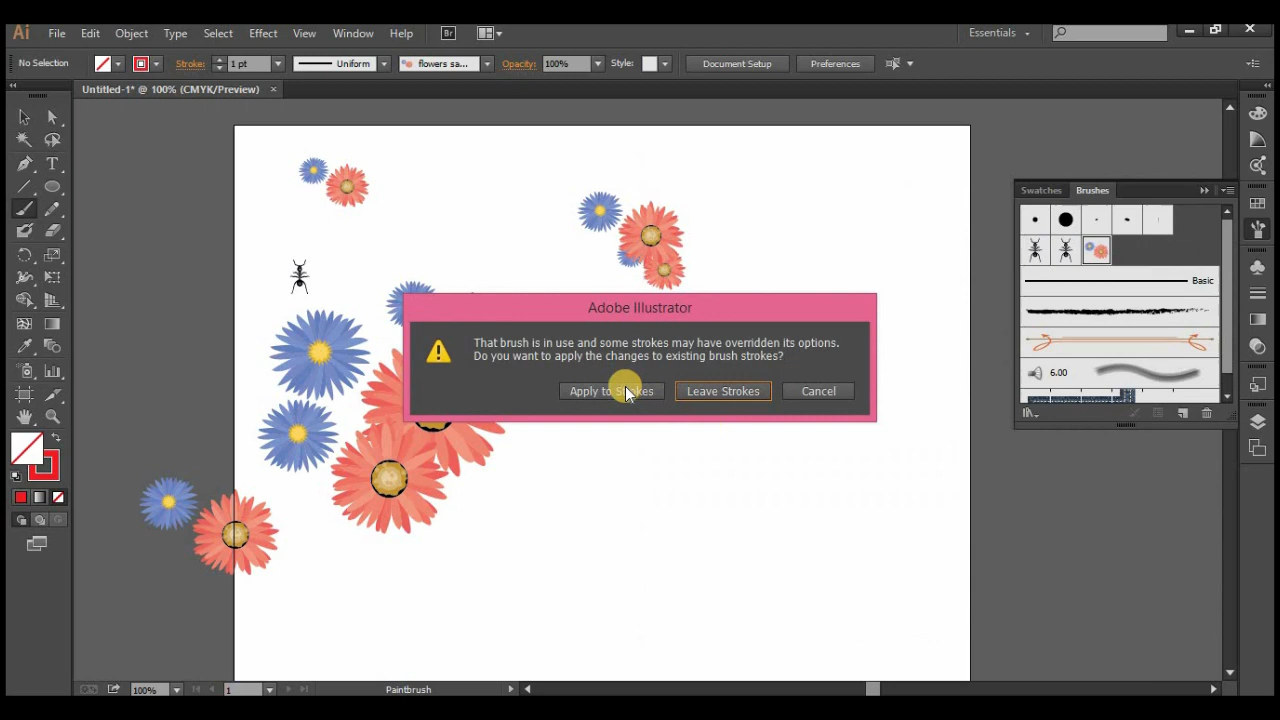 Ai File Edit Object Type Select Effect View Window Help Br Essentials
No Selection Stroke: 1 pt Uniform flowers sa... Opacity: 100% Style: Document Setup Preferences
Untitled-1* @ 100% (CMYK/Preview) ×
Swatches Brushes
Basic
6.00
Adobe Illustrator
That brush is in use and some strokes may have overridden its options.
Do you want to apply the changes to existing brush strokes?
Apply to Strokes Leave Strokes Cancel
100% 1 Paintbrush